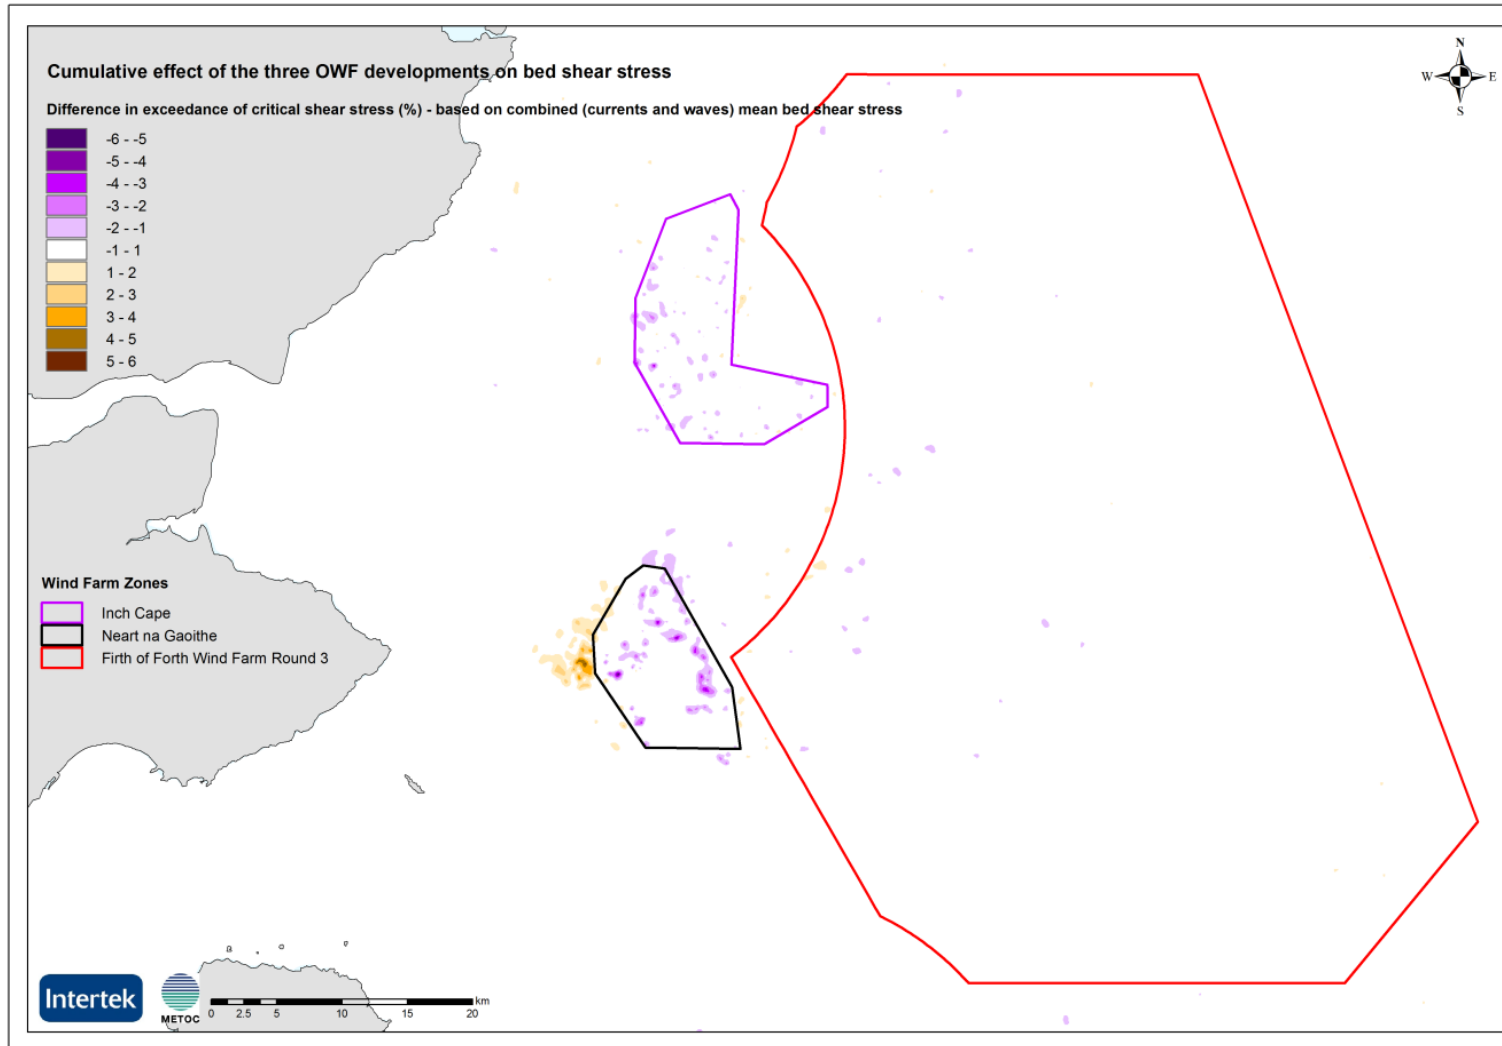 N
W E
S
Cumulative effect of the three OWF developments on bed shear stress
Difference in exceedance of critical shear stress (%) - based on combined (currents and waves) mean bed shear stress
-6 - -5
-5 - -4
-4 - -3
-3 - -2
-2 - -1
-1 - 1
1 - 2
2 - 3
3 - 4
4 - 5
5 - 6
Wind Farm Zones
Inch Cape
Neart na Gaoithe
Firth of Forth Wind Farm Round 3
Intertek
METOC
km
0 2.5 5 10 15 20